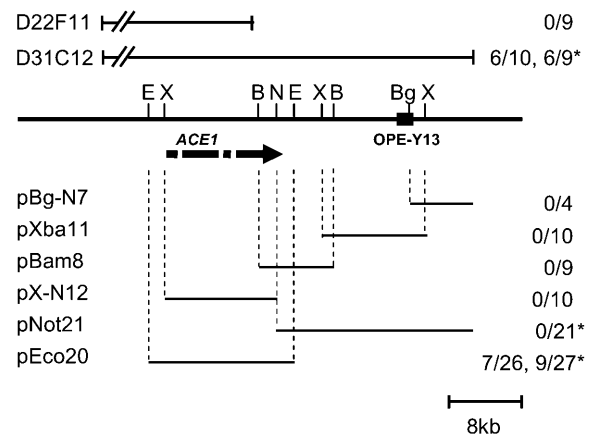 D22F11 0/9
D31C12 6/10, 6/9*
E X B N E X B Bg X
ACE1 OPE-Y13
pBg-N7 0/4
pXba11 0/10
pBam8 0/9
pX-N12 0/10
pNot21 0/21*
pEco20 7/26, 9/27*
8kb